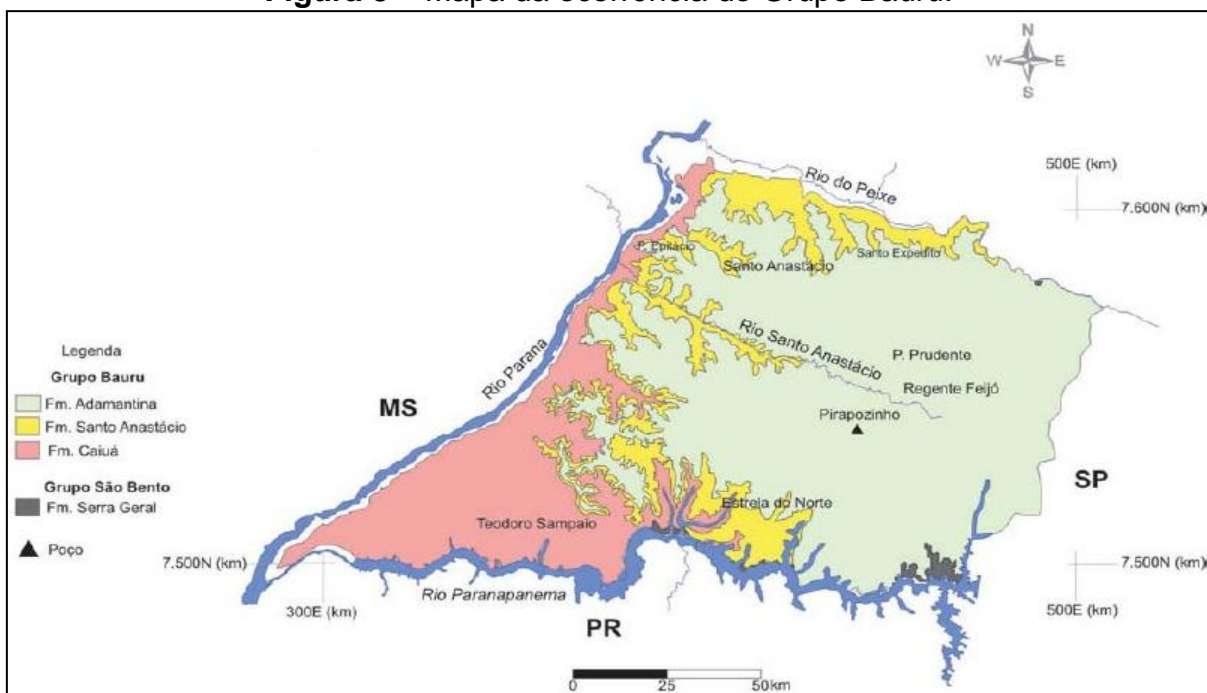 Figura 3 – Mapa da ocorrência do Grupo Bauru.
N
W E
S
500E (km)
7.600N (km)
Rio do Peixe
P. Epitácio
Santo Anastácio
Santo Expedito
Rio Santo Anastácio
P. Prudente
Regente Feijó
Pirapozinho
Rio Parana
MS
SP
Legenda
Grupo Bauru
Fm. Adamantina
Fm. Santo Anastácio
Fm. Caiuá
Grupo São Bento
Fm. Serra Geral
Poço
Estrela do Norte
Teodoro Sampaio
7.500N (km)
7.500N (km)
Rio Paranapanema
300E (km)
500E (km)
PR
0 25 50km